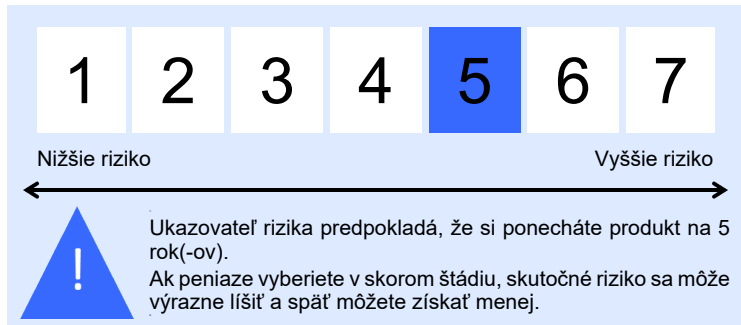 1 2 3 4 5 6 7
Nižšie riziko Vyššie riziko
!
Ukazovateľ rizika predpokladá, že si ponecháte produkt na 5
rok(-ov).
Ak peniaze vyberiete v skorom štádiu, skutočné riziko sa môže
výrazne líšiť a späť môžete získať menej.